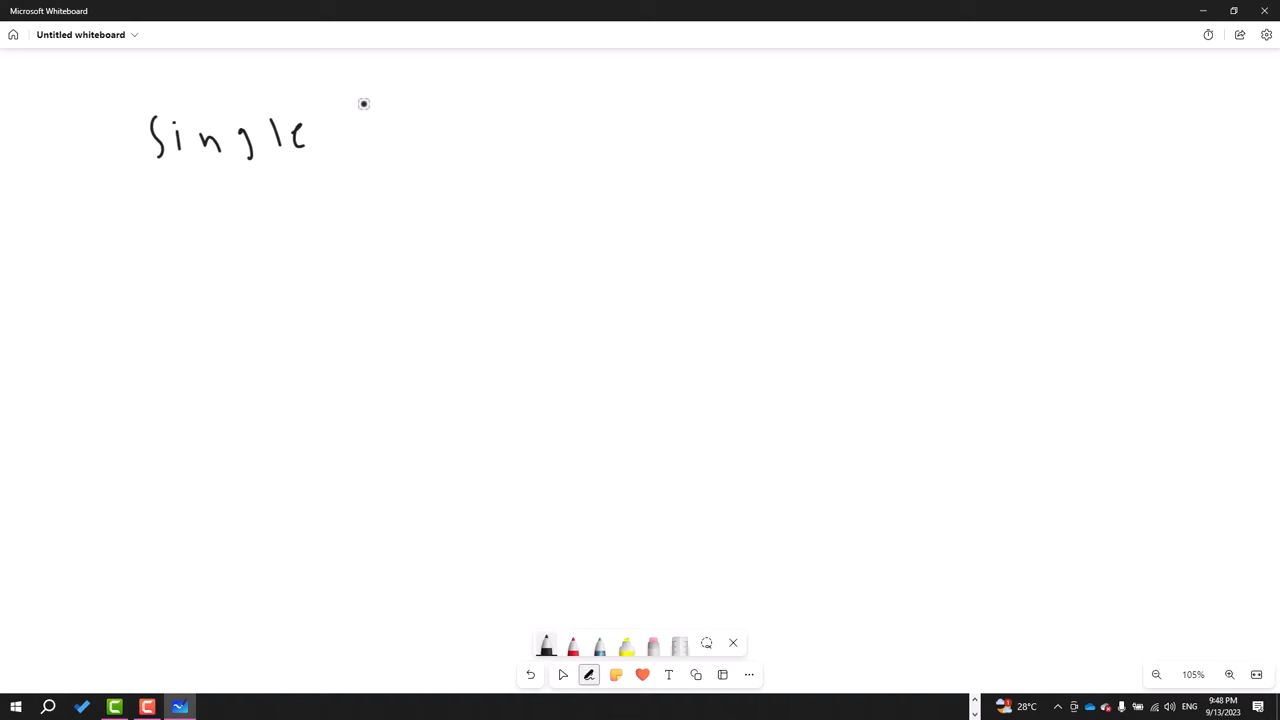 Microsoft Whiteboard
Untitled whiteboard
Single
105%
28°C
ENG
9:48 PM
9/13/2023